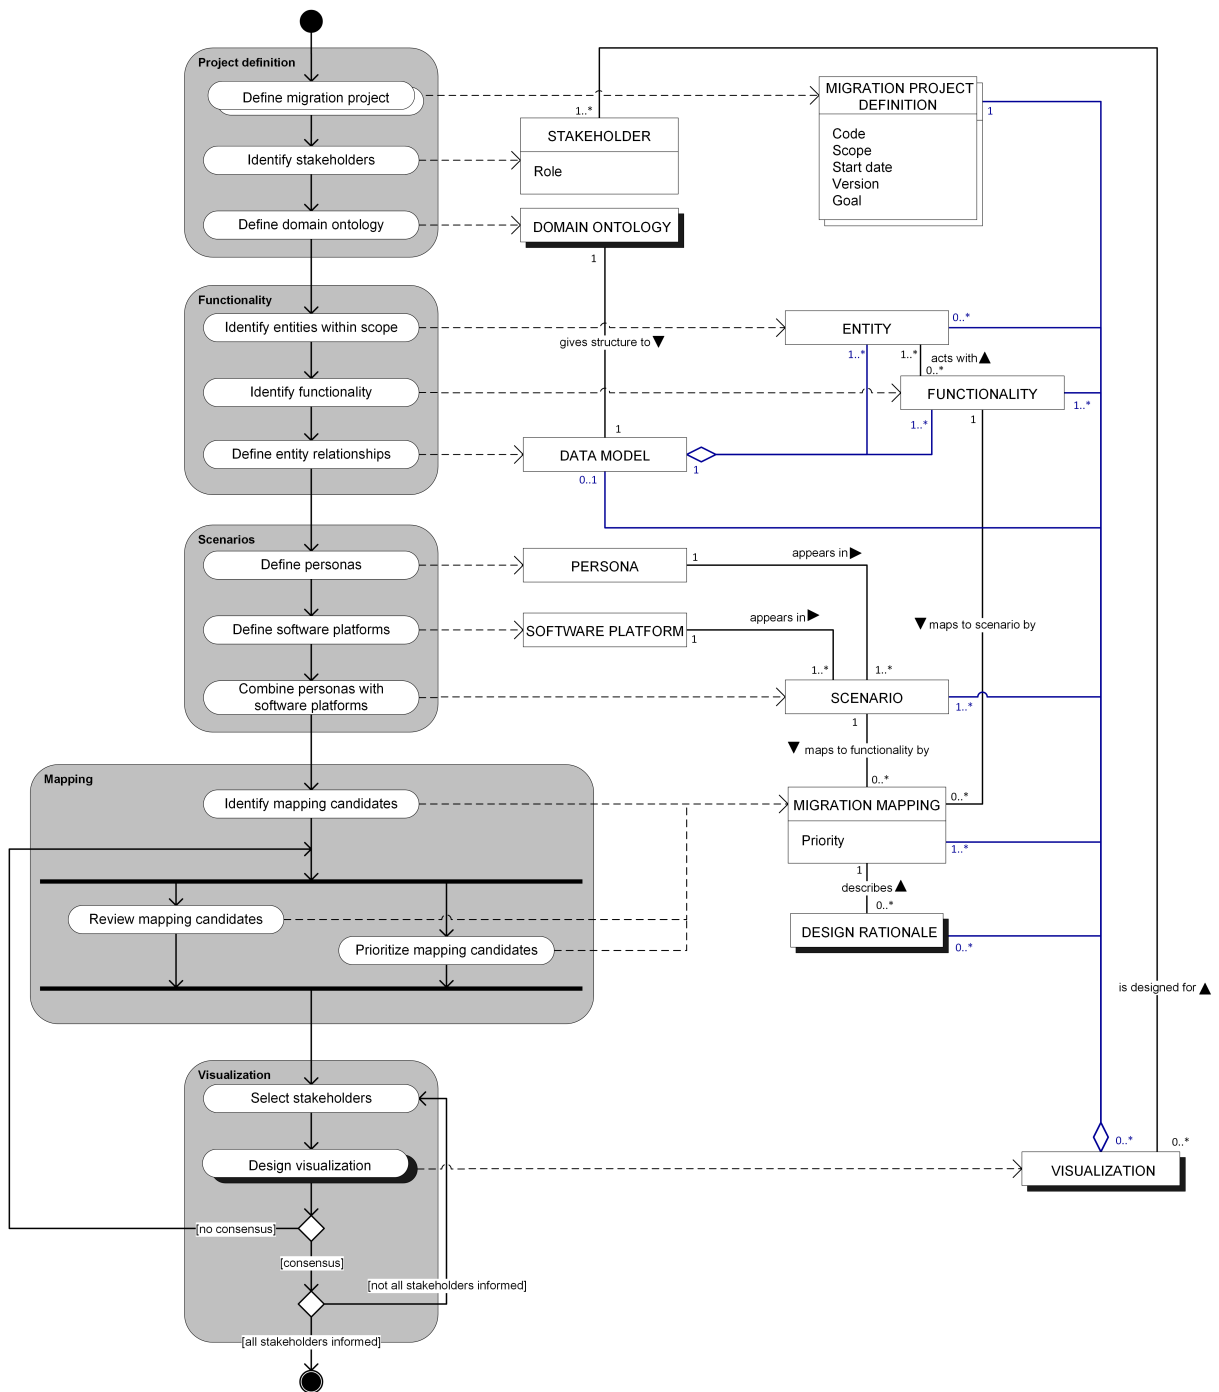 Project definition
Define migration project
Identify stakeholders
Define domain ontology
1..*
STAKEHOLDER
Role
DOMAIN ONTOLOGY
1
MIGRATION PROJECT
DEFINITION
1
Code
Scope
Start date
Version
Goal
Functionality
Identify entities within scope
Identify functionality
Define entity relationships
gives structure to ▼
ENTITY
0..*
1..*
1..*
acts with ▲
0..*
FUNCTIONALITY
1..*
1..*
1
1
DATA MODEL
1
0..1
Scenarios
Define personas
Define software platforms
Combine personas with
software platforms
PERSONA
1
appears in ▶
SOFTWARE PLATFORM
1
appears in ▶
▼ maps to scenario by
1..*
1..*
SCENARIO
1..*
1
▼ maps to functionality by
0..*
Mapping
Identify mapping candidates
Review mapping candidates
Prioritize mapping candidates
MIGRATION MAPPING
0..*
Priority
1..*
1
describes ▲
0..*
DESIGN RATIONALE
0..*
is designed for ▲
Visualization
Select stakeholders
Design visualization
0..*
0..*
VISUALIZATION
[no consensus]
[consensus]
[not all stakeholders informed]
[all stakeholders informed]